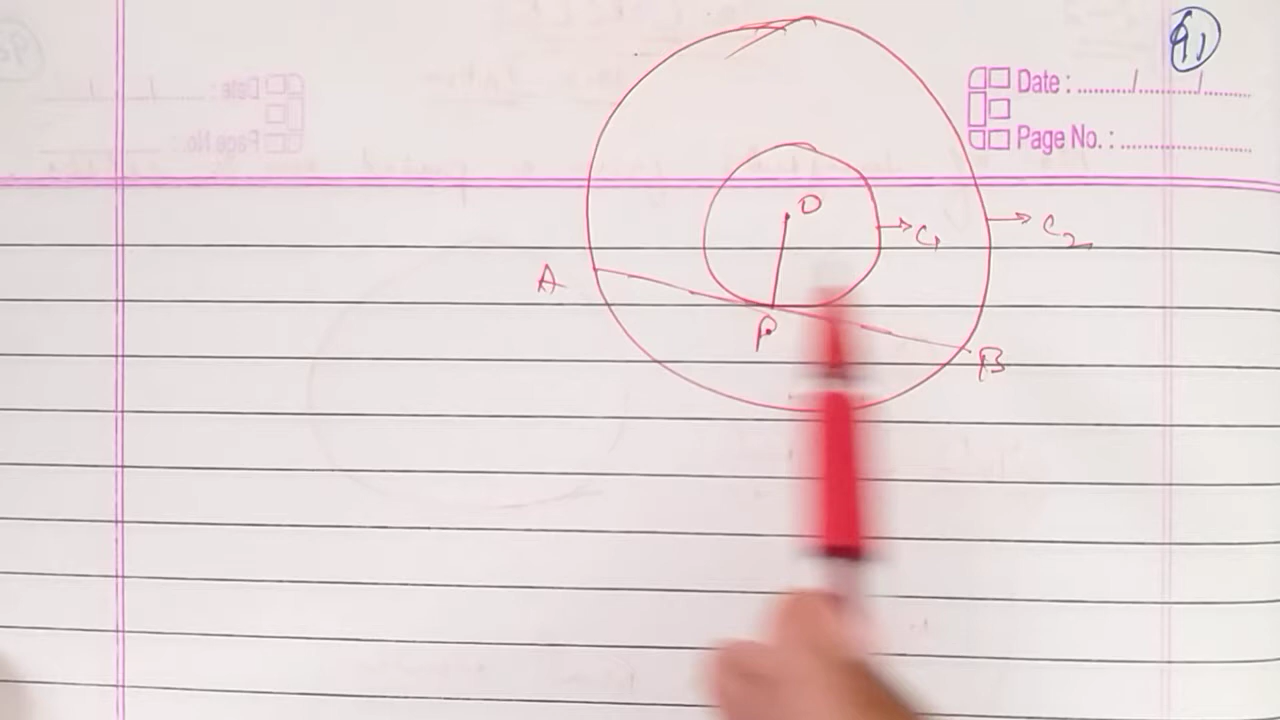 91
Date : ........../........../.........
Page No. : ..........................
O
C1
C2
A
P
B